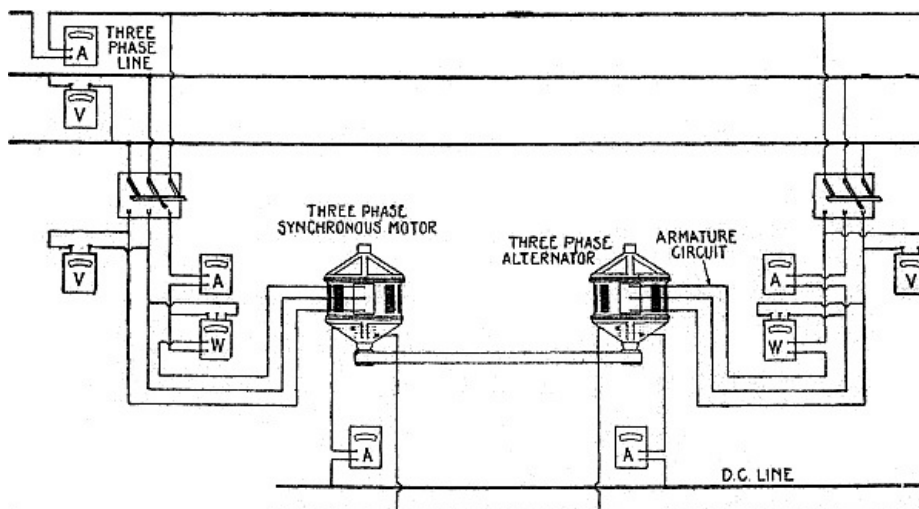 A
THREE
PHASE
LINE
V
THREE PHASE
SYNCHRONOUS MOTOR
THREE PHASE
ALTERNATOR
ARMATURE
CIRCUIT
V
A
A
V
W
W
A
A
D.C. LINE